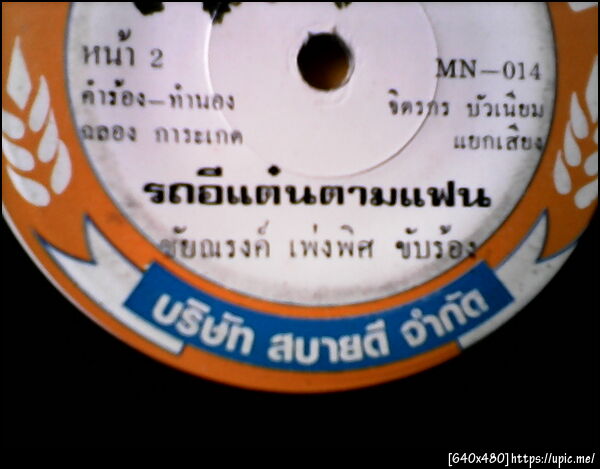 หน้า 2
MN-014
คำร้อง-ทำนอง
ฉลอง การะเกด
จิตรกร บัวเนียม
แยกเสียง
รถอีแต๋นตามแฟน
ชัยณรงค์ เพ่งพิศ ขับร้อง
บริษัท สบายดี จำกัด
[640x480]https://upic.me/